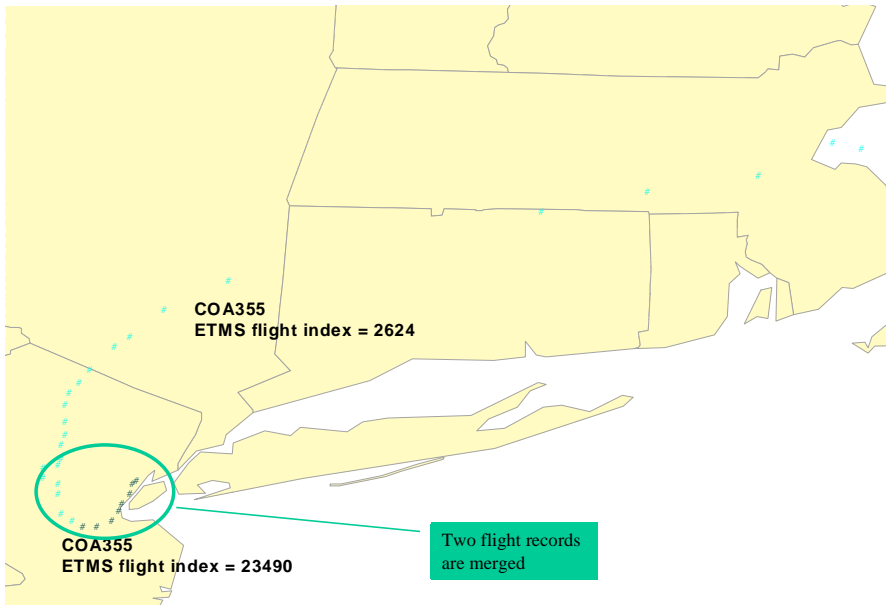 COA355
ETMS flight index = 2624
COA355
ETMS flight index = 23490
Two flight records
are merged